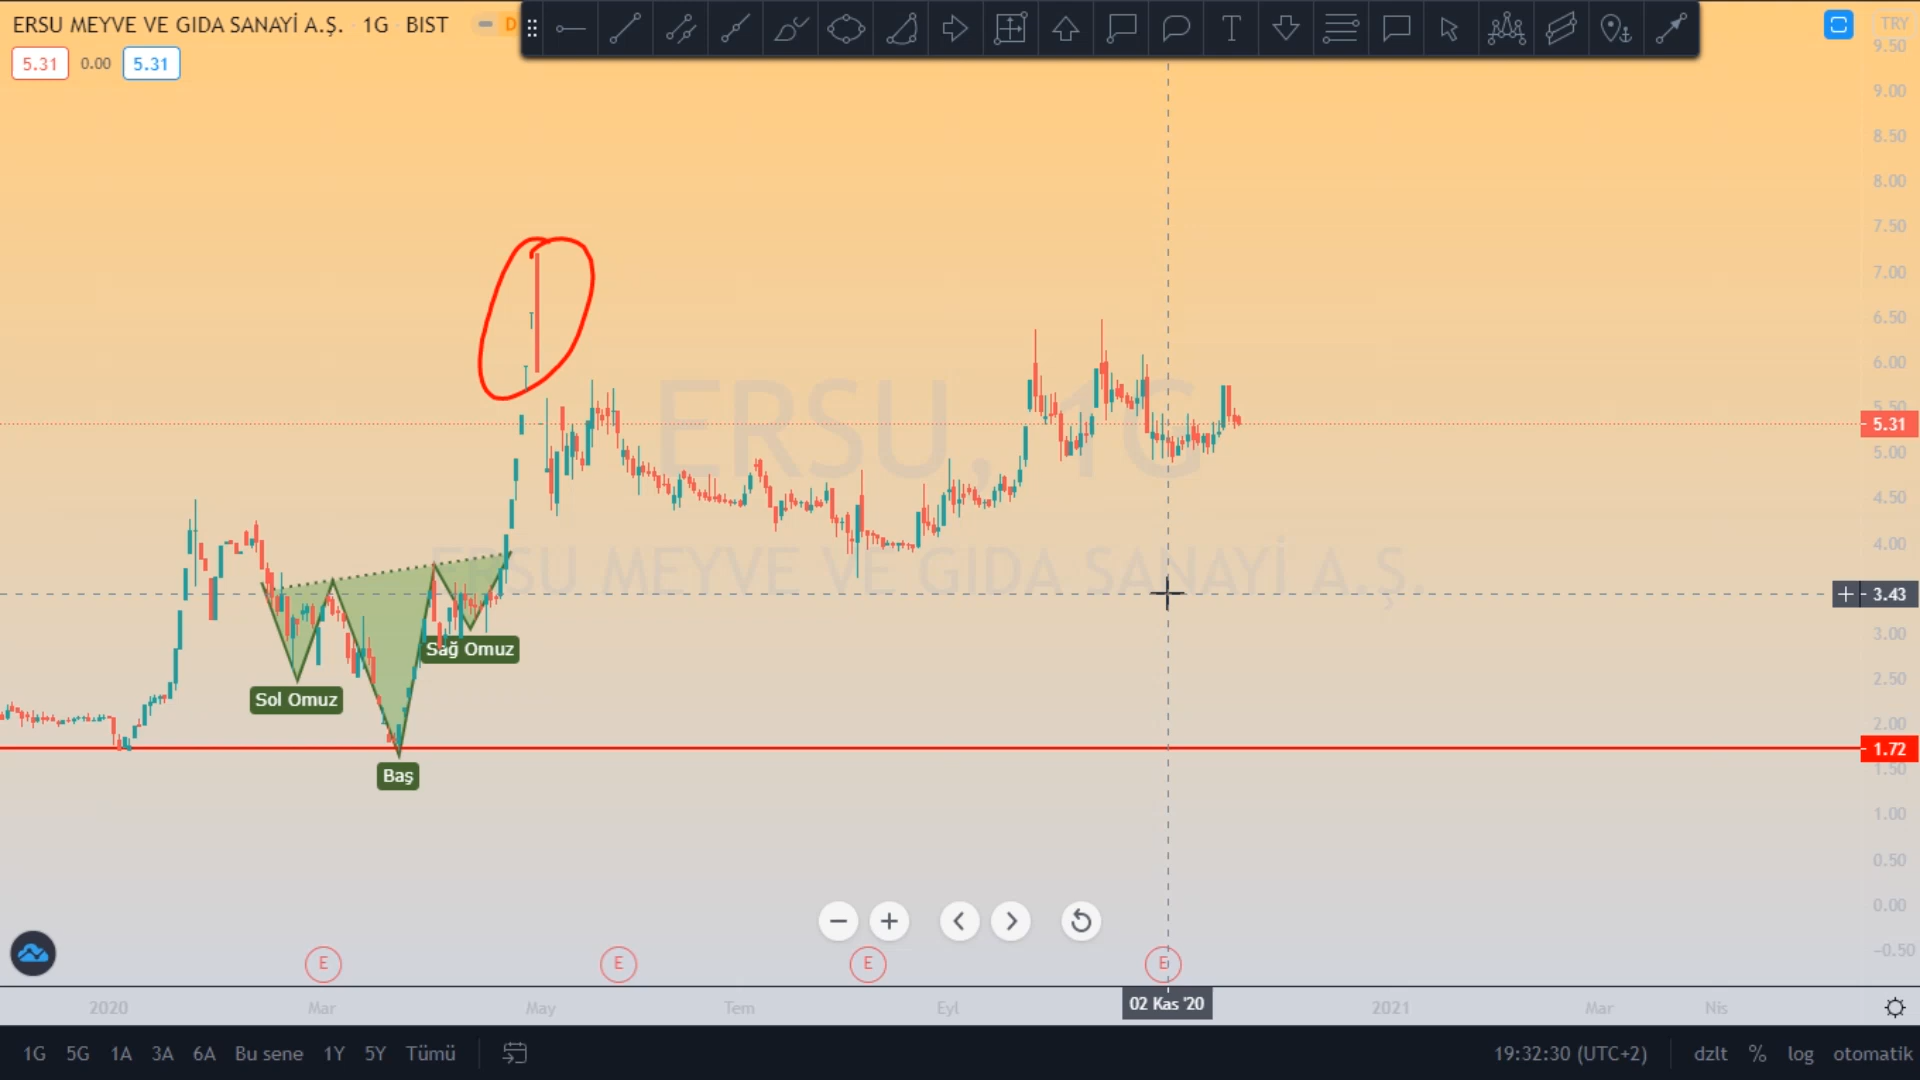 ERSU MEYVE VE GIDA SANAYİ A.Ş. · 1G · BIST
D
5.31
0.00
5.31
T
TRY
9.50
9.00
8.50
8.00
7.50
7.00
6.50
6.00
5.50
5.31
5.00
4.50
4.00
3.43
3.00
2.50
2.00
1.72
1.50
1.00
0.50
0.00
-0.50
ERSU, 1G
ERSU MEYVE VE GIDA SANAYİ A.Ş.
Sağ Omuz
Sol Omuz
Baş
E
E
E
E
2020
Mar
May
Tem
Eyl
02 Kas '20
2021
Mar
Nis
1G 5G 1A 3A 6A Bu sene 1Y 5Y Tümü
19:32:30 (UTC+2)
dzlt % log otomatik